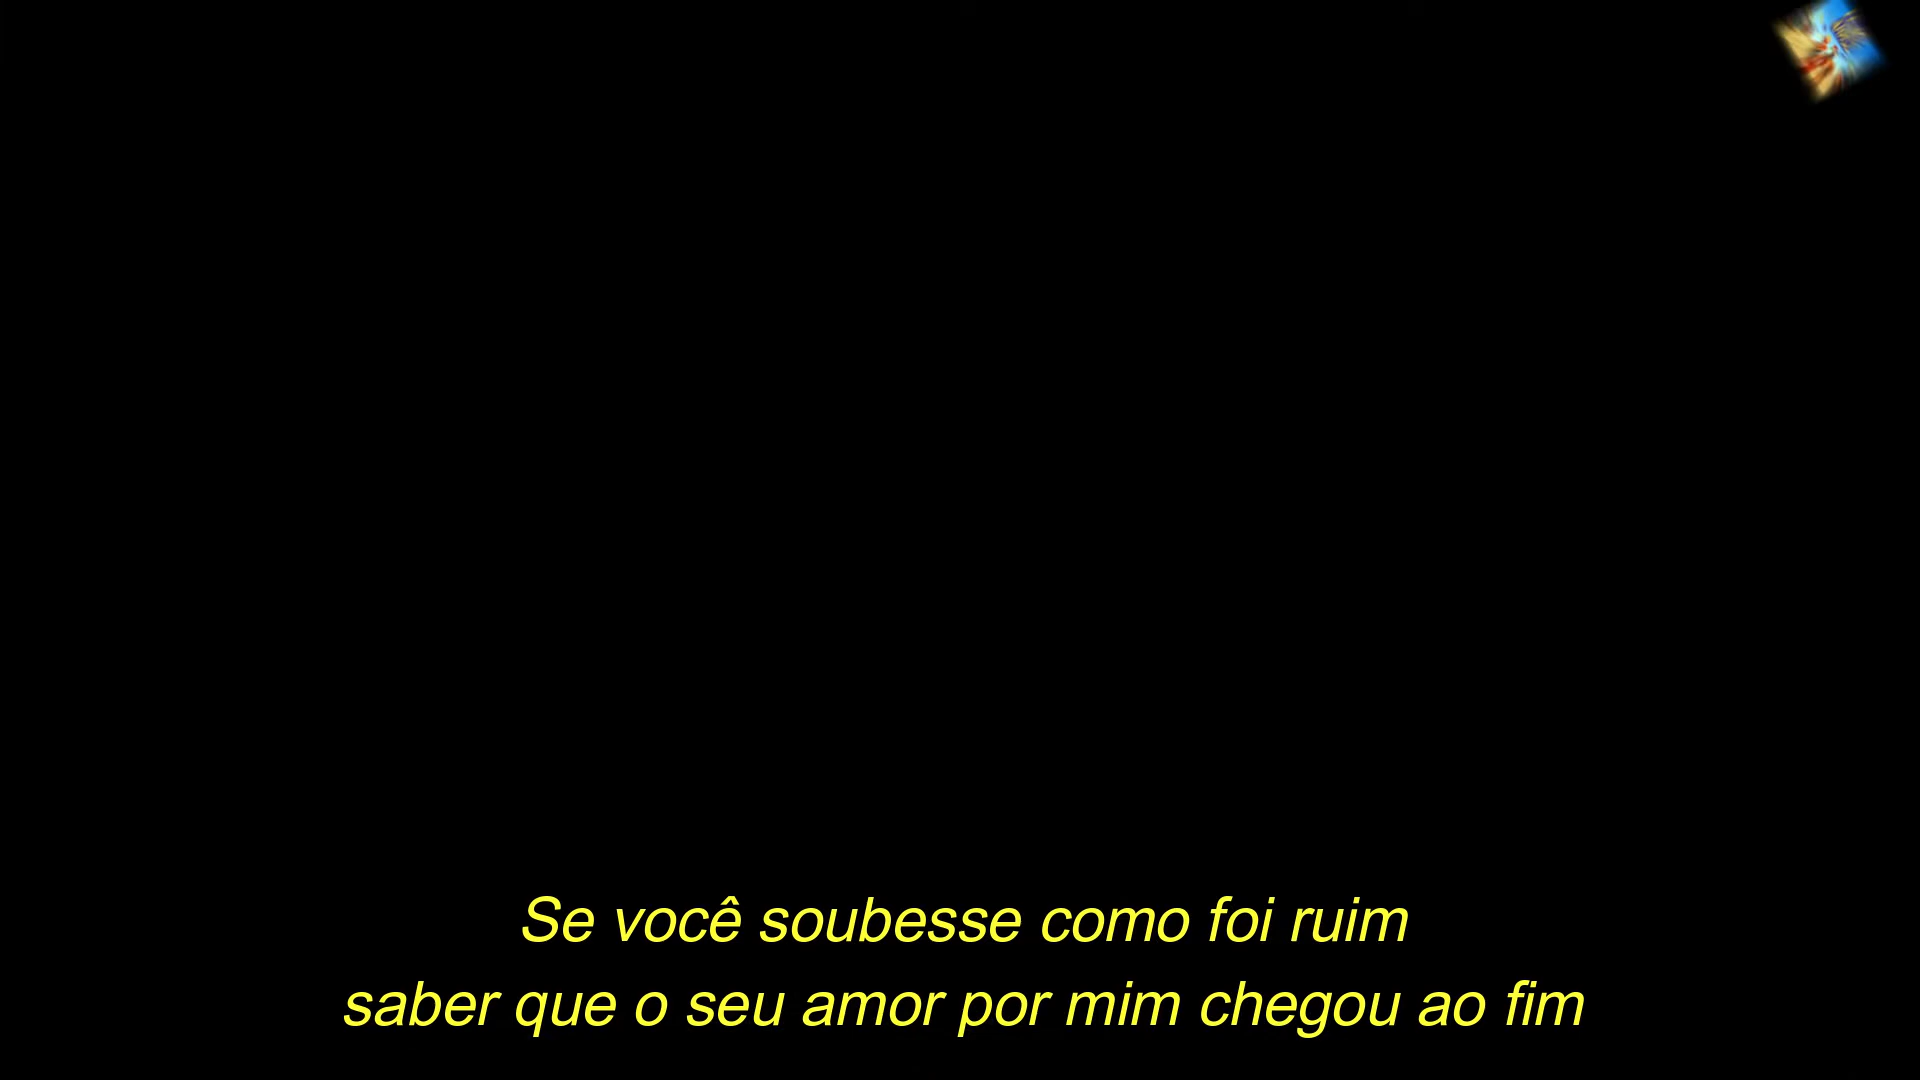 Se você soubesse como foi ruim
saber que o seu amor por mim chegou ao fim